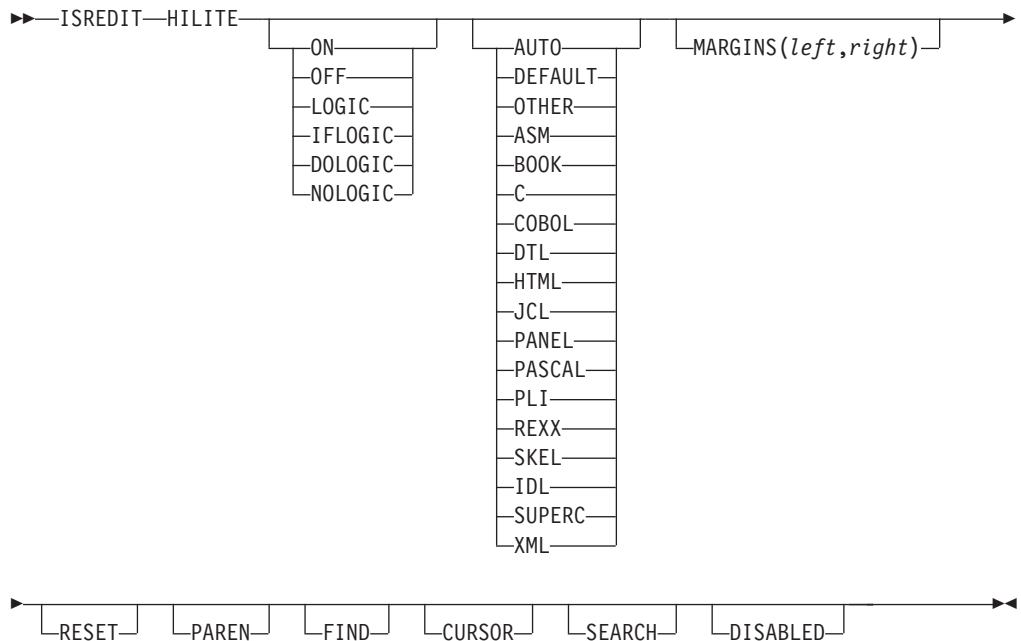 ISREDIT HILITE
ON AUTO MARGINS(left,right)
OFF DEFAULT
LOGIC OTHER
IFLOGIC ASM
DOLOGIC BOOK
NOLOGIC C
COBOL
DTL
HTML
JCL
PANEL
PASCAL
PLI
REXX
SKEL
IDL
SUPERC
XML
RESET PAREN FIND CURSOR SEARCH DISABLED